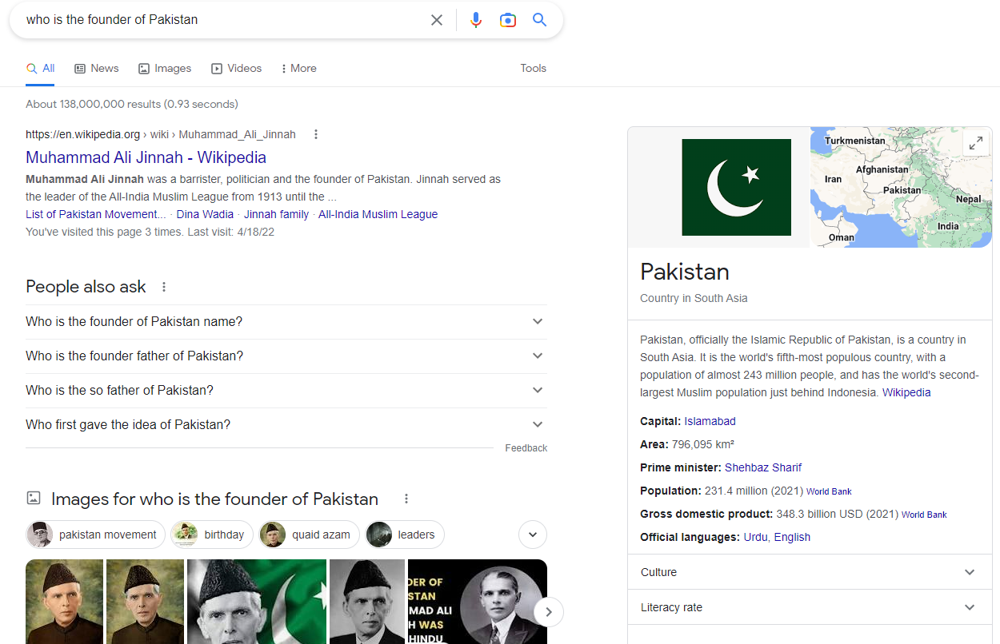 who is the founder of Pakistan
All News Images Videos More Tools
About 138,000,000 results (0.93 seconds)
https://en.wikipedia.org › wiki › Muhammad_Ali_Jinnah
Muhammad Ali Jinnah - Wikipedia
Muhammad Ali Jinnah was a barrister, politician and the founder of Pakistan. Jinnah served as
the leader of the All-India Muslim League from 1913 until the ...
List of Pakistan Movement... · Dina Wadia · Jinnah family · All-India Muslim League
You've visited this page 3 times. Last visit: 4/18/22
People also ask
Who is the founder of Pakistan name?
Who is the founder father of Pakistan?
Who is the so father of Pakistan?
Who first gave the idea of Pakistan?
Feedback
Images for who is the founder of Pakistan
pakistan movement
birthday
quaid azam
leaders
DER OF
STAN
MAD ALI
H WAS
HINDU
Turkmenistan
Afghanistan
Iran
Pakistan
Nepal
India
Oman
Pakistan
Country in South Asia
Pakistan, officially the Islamic Republic of Pakistan, is a country in
South Asia. It is the world's fifth-most populous country, with a
population of almost 243 million people, and has the world's second-
largest Muslim population just behind Indonesia. Wikipedia
Capital: Islamabad
Area: 796,095 km²
Prime minister: Shehbaz Sharif
Population: 231.4 million (2021) World Bank
Gross domestic product: 348.3 billion USD (2021) World Bank
Official languages: Urdu, English
Culture
Literacy rate